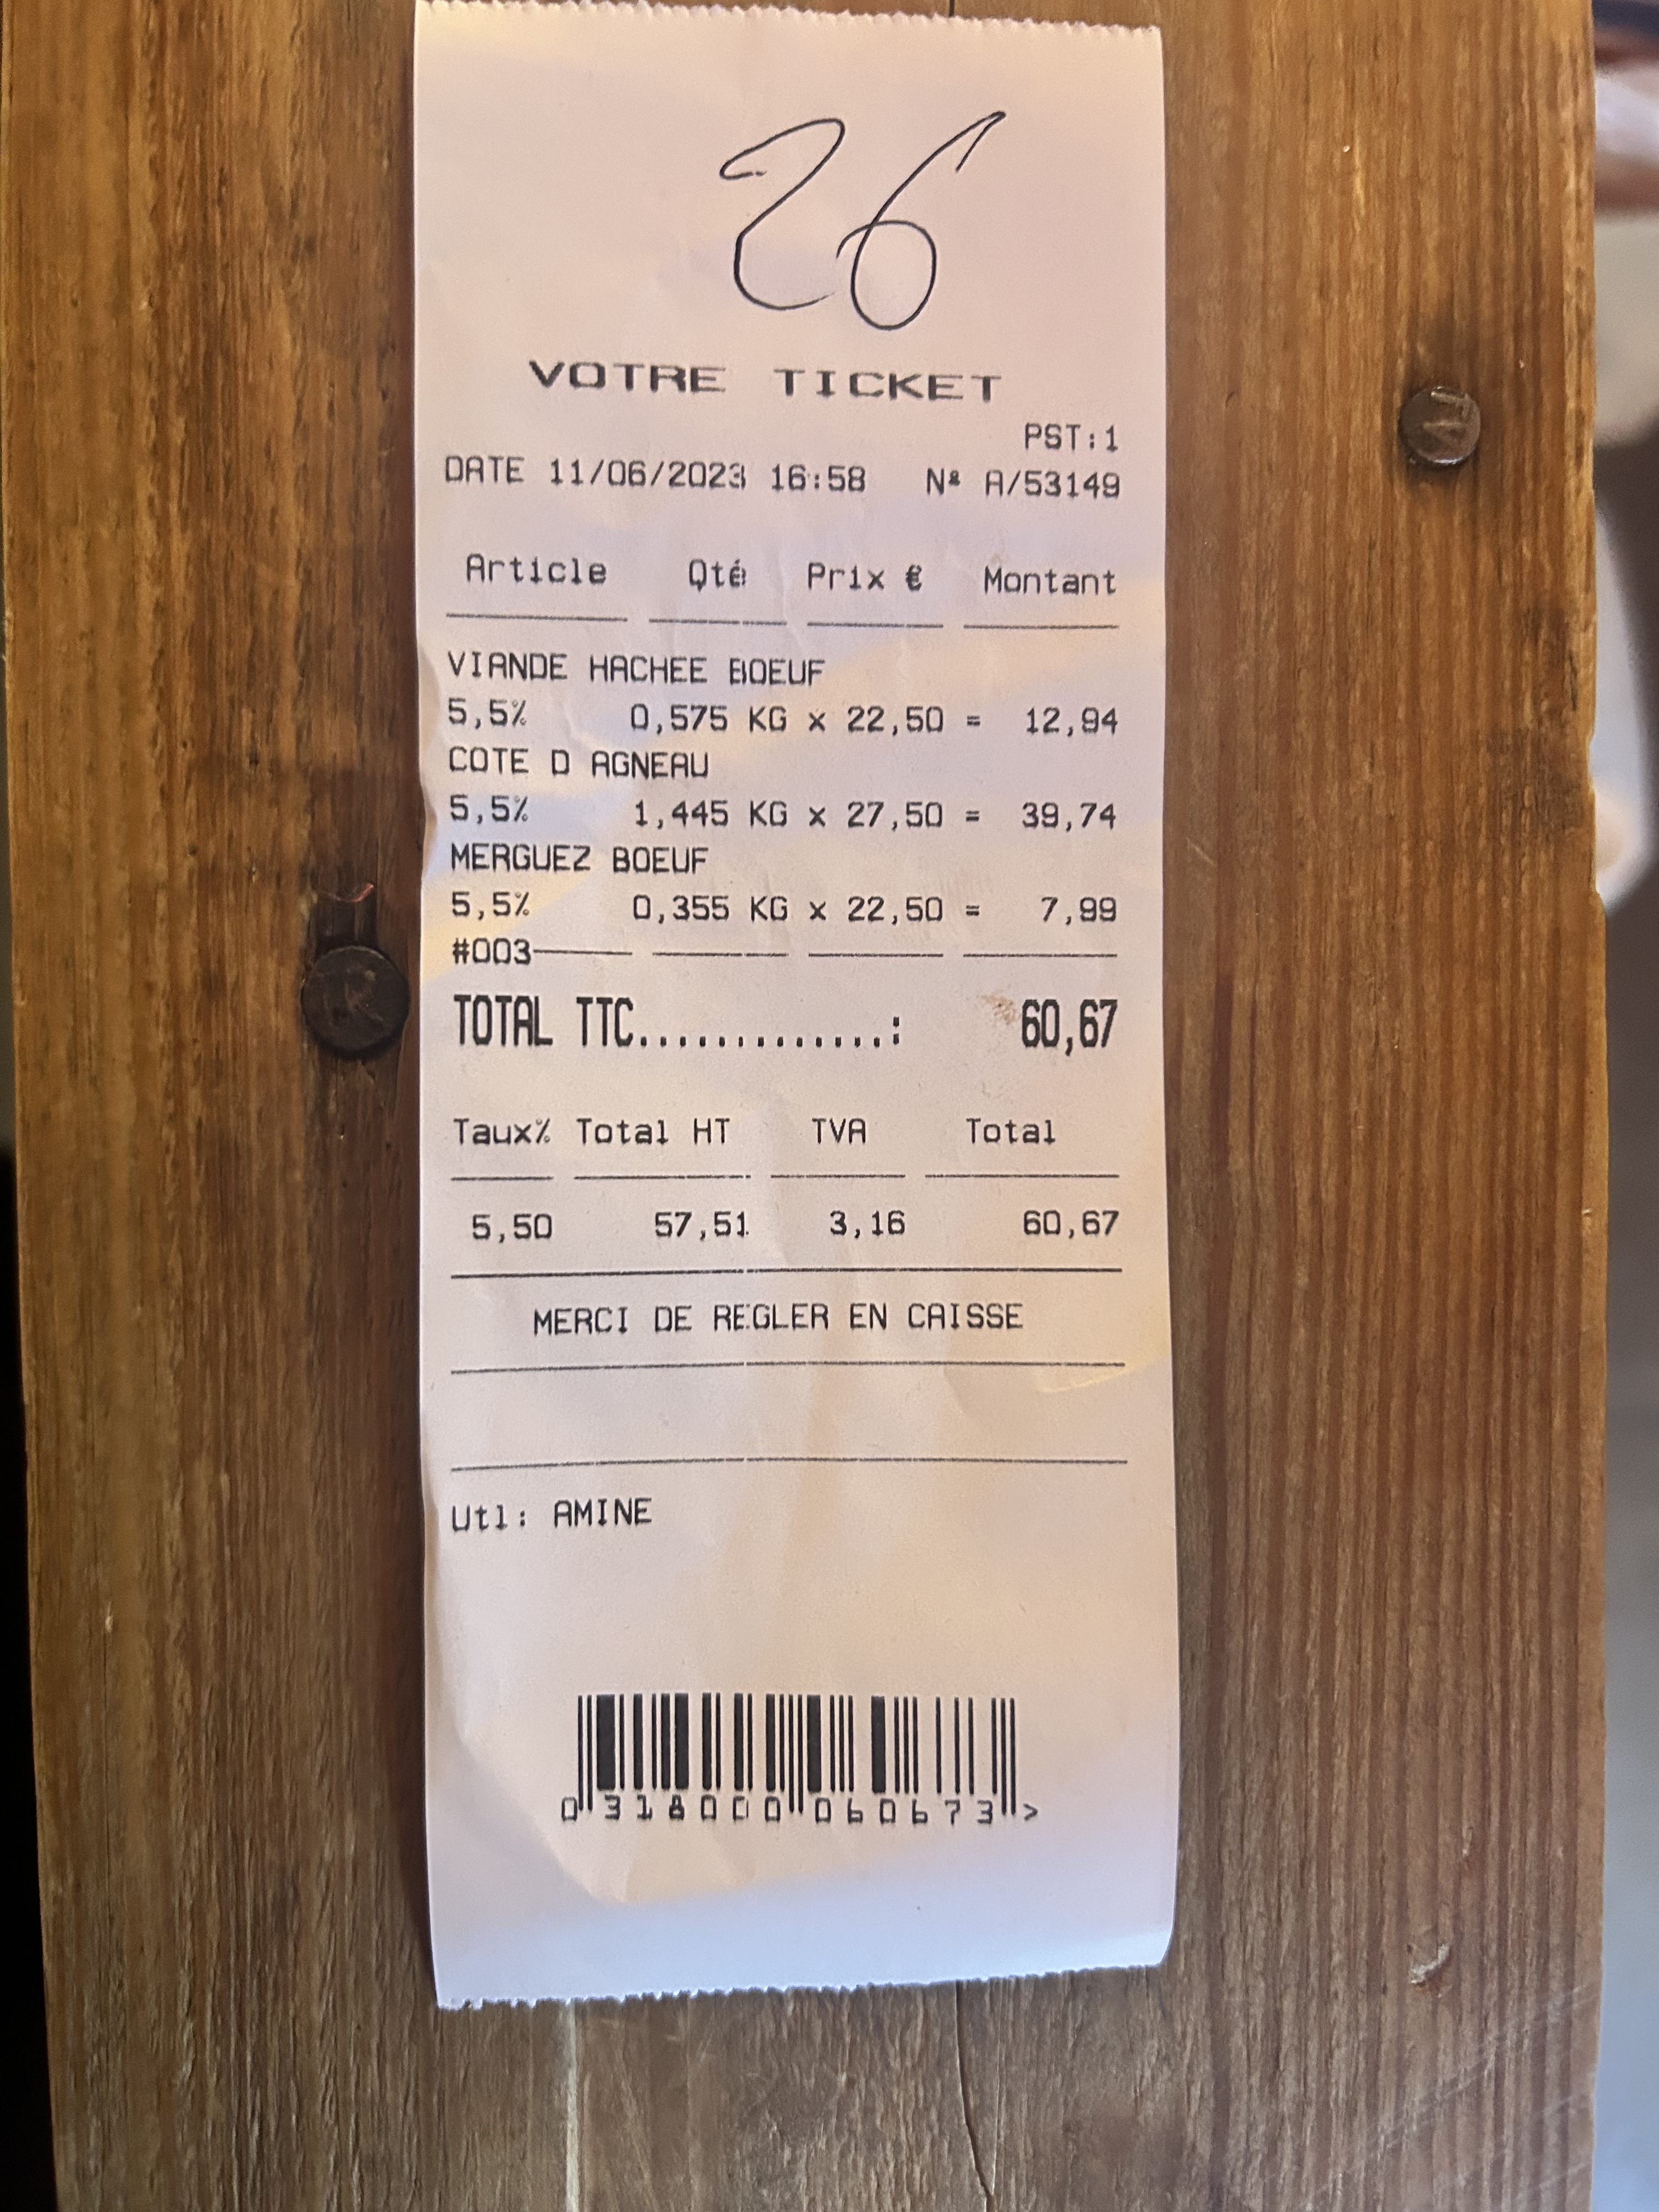 26
VOTRE TICKET
PST:1
DATE 11/06/2023 16:58 Nº A/53149
Article Qté Prix € Montant
VIANDE HACHEE BOEUF
5,5% 0,575 KG x 22,50 = 12,94
COTE D AGNEAU
5,5% 1,445 KG x 27,50 = 39,74
MERGUEZ BOEUF
5,5% 0,355 KG x 22,50 = 7,99
#003
TOTAL TTC.............: 60,67
Taux% Total HT TVA Total
5,50 57,51 3,16 60,67
MERCI DE REGLER EN CAISSE
Utl: AMINE
0 318000 060673 >